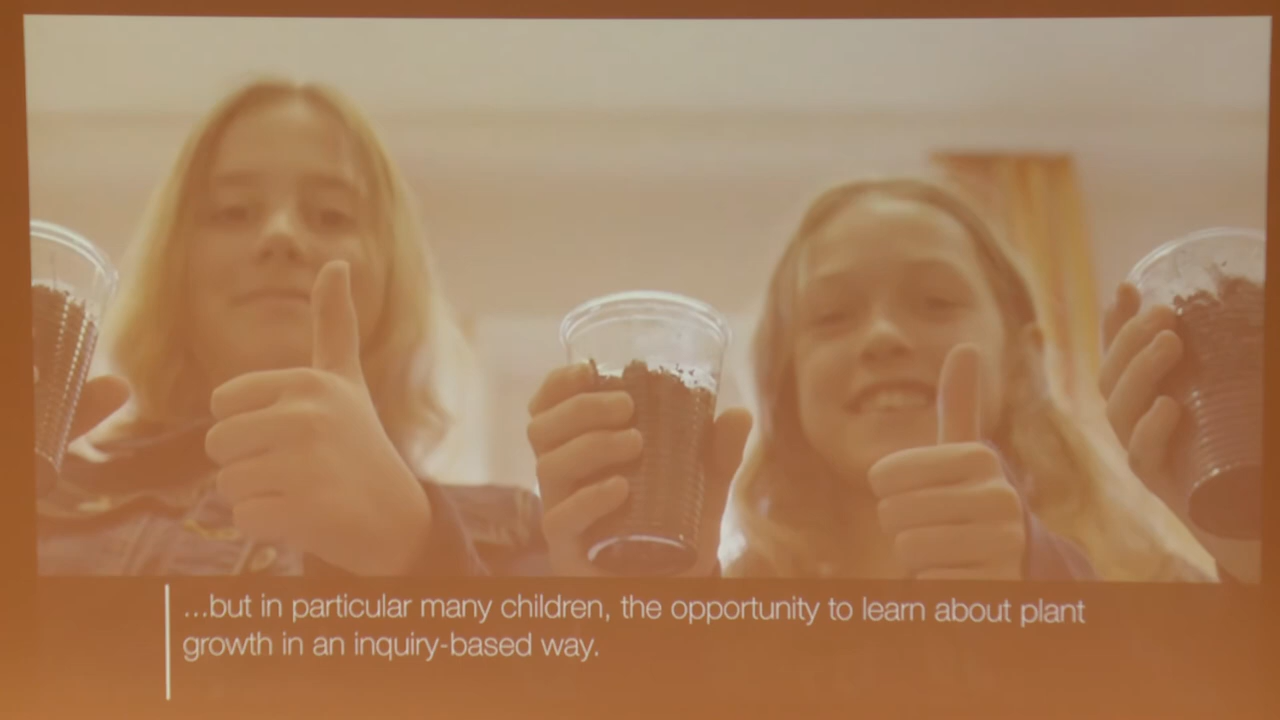 ...but in particular many children, the opportunity to learn about plant
growth in an inquiry-based way.